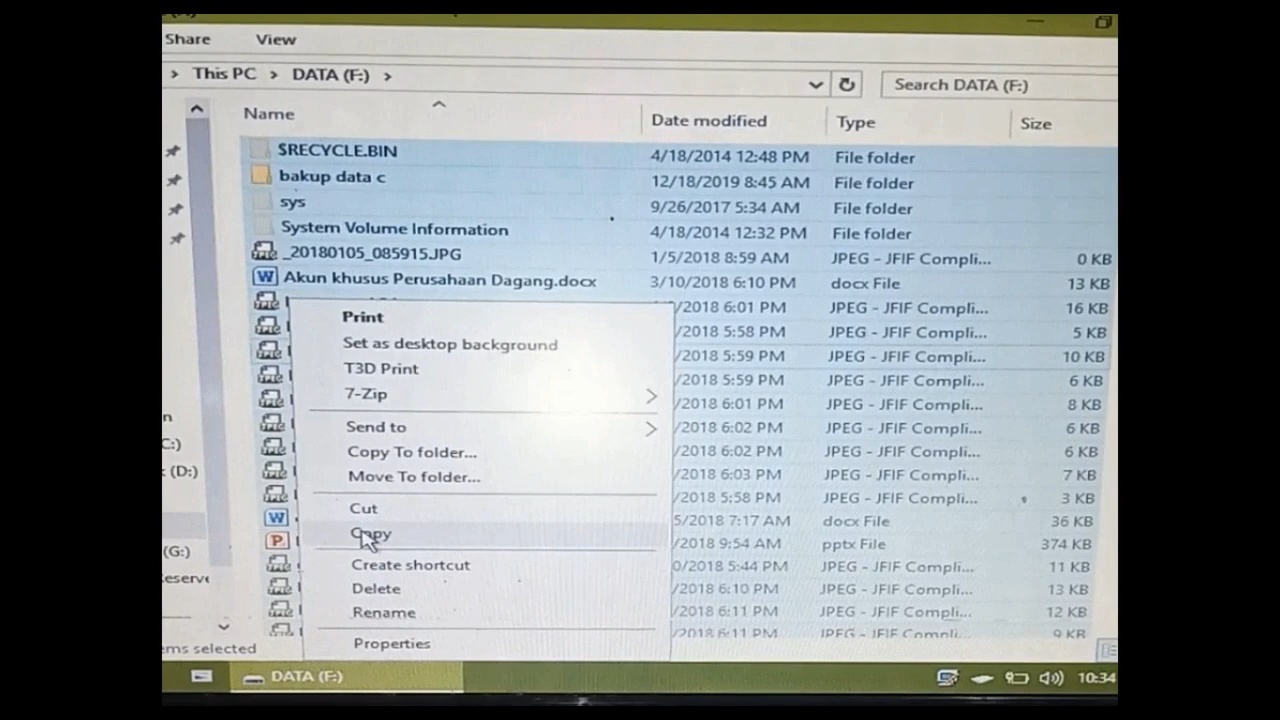 Share View
This PC > DATA (F:) >
Search DATA (F:)
Name Date modified Type Size
$RECYCLE.BIN 4/18/2014 12:48 PM File folder
bakup data c 12/18/2019 8:45 AM File folder
sys 9/26/2017 5:34 AM File folder
System Volume Information 4/18/2014 12:32 PM File folder
_20180105_085915.JPG 1/5/2018 8:59 AM JPEG - JFIF Compli... 0 KB
Akun khusus Perusahaan Dagang.docx 3/10/2018 6:10 PM docx File 13 KB
/2018 6:01 PM JPEG - JFIF Compli... 16 KB
Print
/2018 5:58 PM JPEG - JFIF Compli... 5 KB
Set as desktop background
/2018 5:59 PM JPEG - JFIF Compli... 10 KB
T3D Print
/2018 5:59 PM JPEG - JFIF Compli... 6 KB
7-Zip
/2018 6:01 PM JPEG - JFIF Compli... 8 KB
Send to
/2018 6:02 PM JPEG - JFIF Compli... 6 KB
Copy To folder...
/2018 6:02 PM JPEG - JFIF Compli... 6 KB
Move To folder...
/2018 6:03 PM JPEG - JFIF Compli... 7 KB
(D:)
/2018 5:58 PM JPEG - JFIF Compli... 3 KB
Cut
5/2018 7:17 AM docx File 36 KB
Copy
/2018 9:54 AM pptx File 374 KB
(G:)
Create shortcut
0/2018 5:44 PM JPEG - JFIF Compli... 11 KB
Delete
/2018 6:10 PM JPEG - JFIF Compli... 13 KB
Rename
/2018 6:11 PM JPEG - JFIF Compli... 12 KB
/2018 6:11 PM JPEG - JFIF Compli... 9 KB
Properties
ems selected
DATA (F:)
10:34